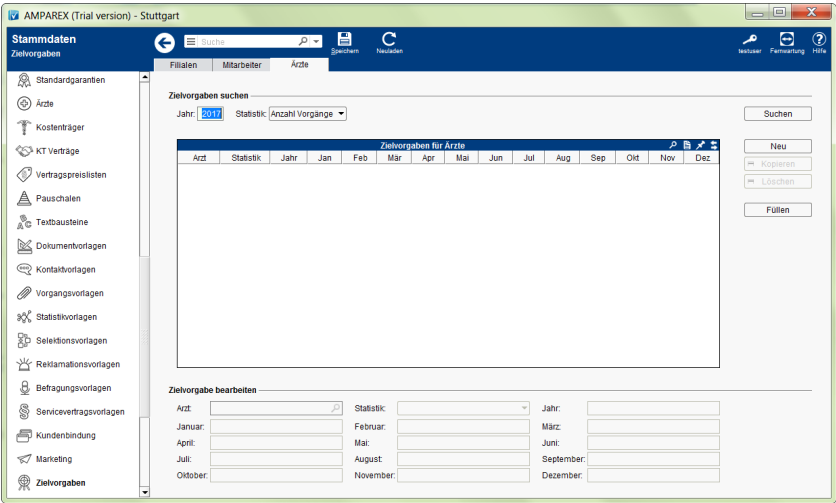 AMPAREX (Trial version) - Stuttgart
Stammdaten
Zielvorgaben
Suche
Speichern
Neuladen
testuser
Fernwartung
Hilfe
Filialen Mitarbeiter Ärzte
Standardgarantien
Ärzte
Kostenträger
KT Verträge
Vertragspreislisten
Pauschalen
Textbausteine
Dokumentvorlagen
Kontaktvorlagen
Vorgangsvorlagen
Statistikvorlagen
Selektionsvorlagen
Reklamationsvorlagen
Befragungsvorlagen
Servicevertragsvorlagen
Kundenbindung
Marketing
Zielvorgaben
Zielvorgaben suchen
Jahr: 2017 Statistik: Anzahl Vorgänge
Suchen
Zielvorgaben für Ärzte
Arzt Statistik Jahr Jan Feb Mär Apr Mai Jun Jul Aug Sep Okt Nov Dez
Neu
Kopieren
Löschen
Füllen
Zielvorgabe bearbeiten
Arzt: Statistik: Jahr:
Januar: Februar: März:
April: Mai: Juni:
Juli: August: September:
Oktober: November: Dezember: